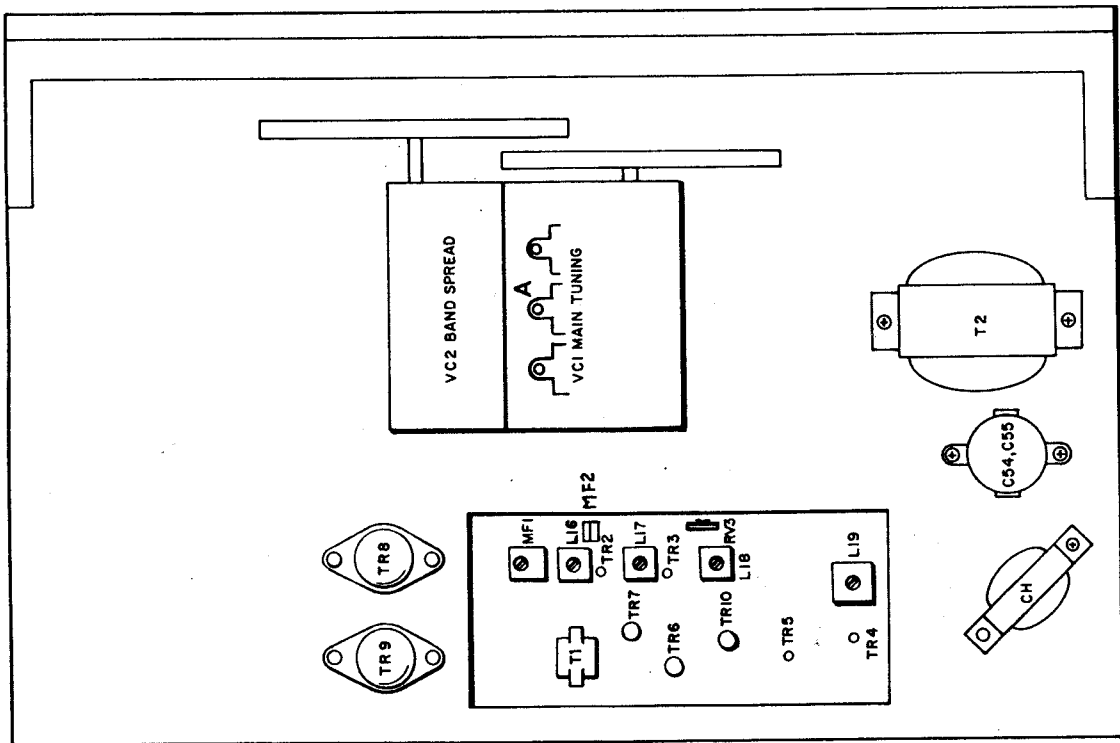 VC2 BAND SPREAD
A
VC1 MAIN TUNING
T2
C54,C55
MF1
L16
MF2
TR2
L17
TR3
RV3
L18
L19
TR8
TR9
TR7
TR6
TR10
T1
TR5
TR4
CH